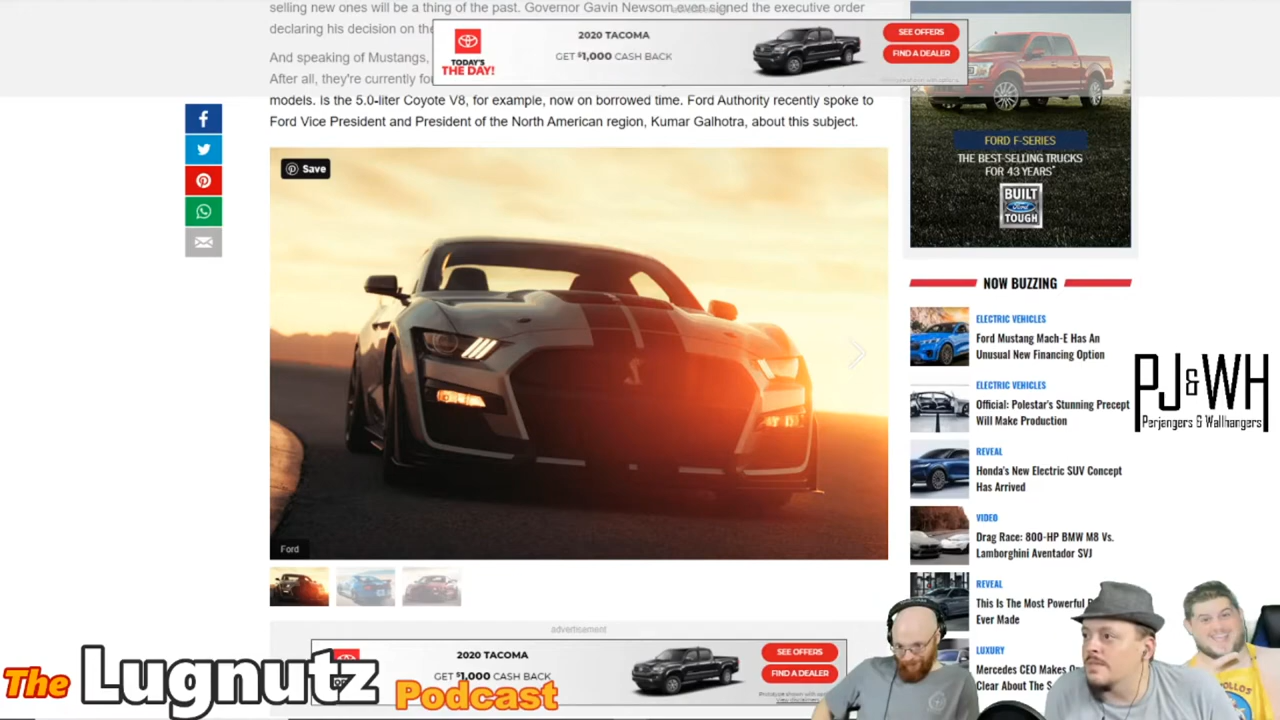 selling new ones will be a thing of the past. Governor Gavin Newsom even signed the executive order
declaring his decision on the
And speaking of Mustangs,
After all, they're currently fo
models. Is the 5.0-liter Coyote V8, for example, now on borrowed time. Ford Authority recently spoke to
Ford Vice President and President of the North American region, Kumar Galhotra, about this subject.
TODAY'S
THE DAY!
2020 TACOMA
GET $1,000 CASH BACK
SEE OFFERS
FIND A DEALER
Save
Ford
FORD F-SERIES
THE BEST-SELLING TRUCKS
FOR 43 YEARS*
BUILT
Ford
TOUGH
NOW BUZZING
ELECTRIC VEHICLES
Ford Mustang Mach-E Has An
Unusual New Financing Option
ELECTRIC VEHICLES
Official: Polestar's Stunning Precept
Will Make Production
REVEAL
Honda's New Electric SUV Concept
Has Arrived
VIDEO
Drag Race: 800-HP BMW M8 Vs.
Lamborghini Aventador SVJ
REVEAL
This Is The Most Powerful
Ever Made
LUXURY
Mercedes CEO Makes
Clear About The S
PJ&WH
Perjangers & Wallhangers
advertisement
2020 TACOMA
GET $1,000 CASH BACK
SEE OFFERS
FIND A DEALER
The Lugnutz Podcast